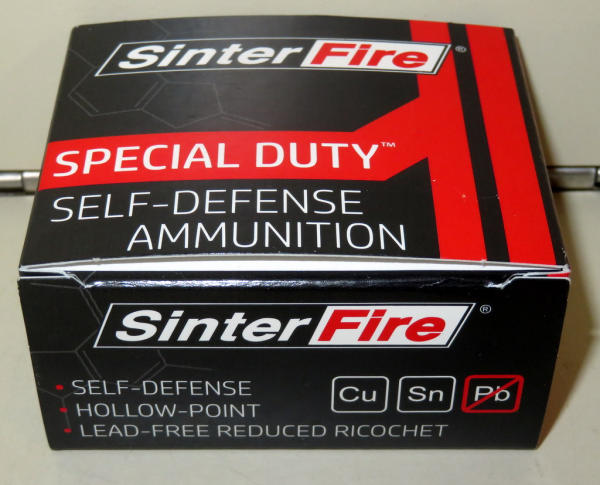 SinterFire®
SPECIAL DUTY™
SELF-DEFENSE
AMMUNITION
SinterFire®
• SELF-DEFENSE
• HOLLOW-POINT
• LEAD-FREE REDUCED RICOCHET
Cu Sn Pb